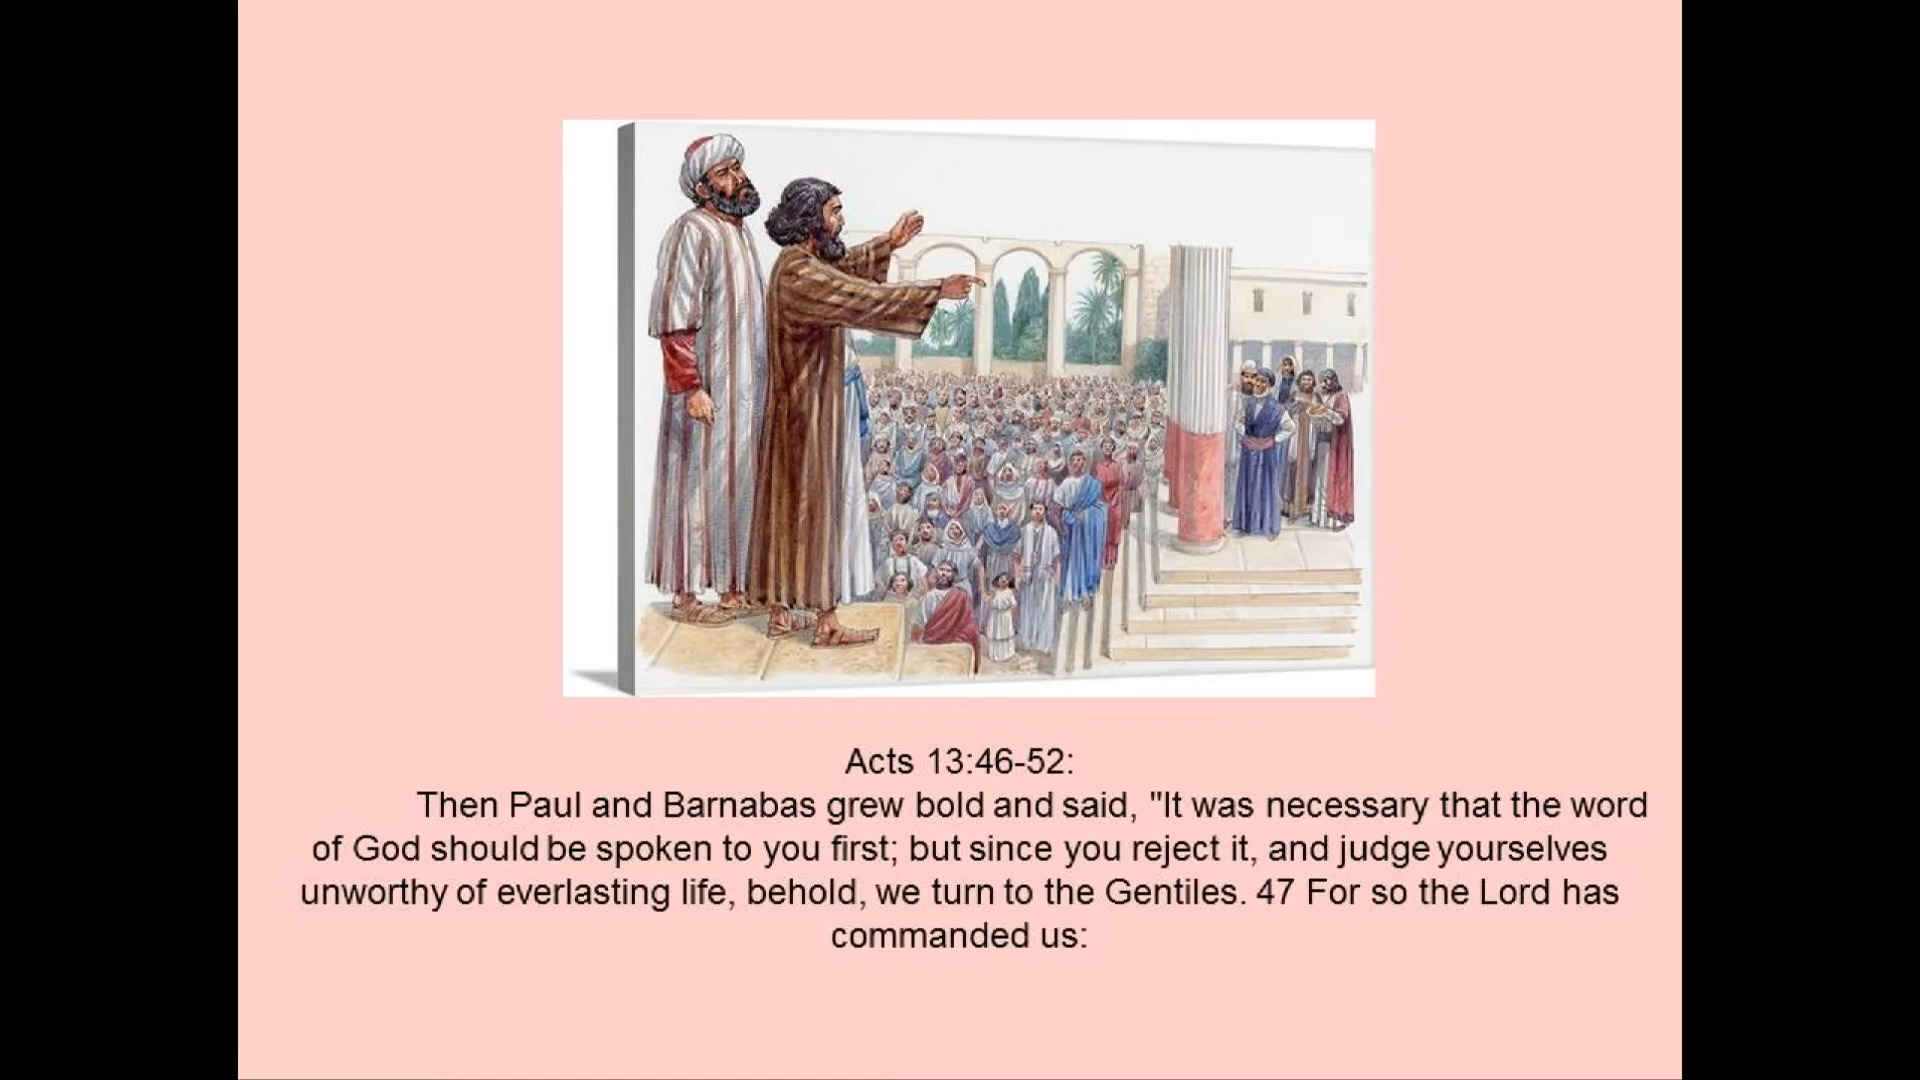 Acts 13:46-52:
Then Paul and Barnabas grew bold and said, "It was necessary that the word
of God should be spoken to you first; but since you reject it, and judge yourselves
unworthy of everlasting life, behold, we turn to the Gentiles. 47 For so the Lord has
commanded us: